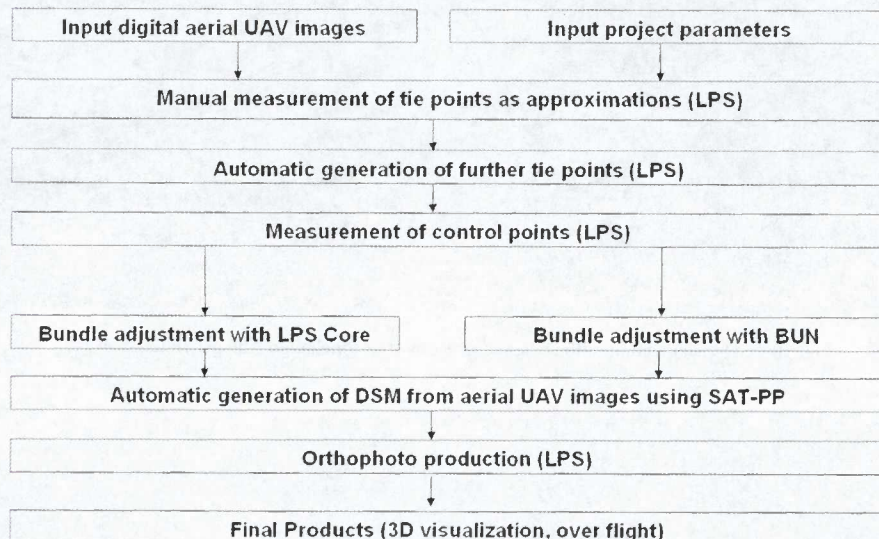 Input digital aerial UAV images
Input project parameters
Manual measurement of tie points as approximations (LPS)
Automatic generation of further tie points (LPS)
Measurement of control points (LPS)
Bundle adjustment with LPS Core
Bundle adjustment with BUN
Automatic generation of DSM from aerial UAV images using SAT-PP
Orthophoto production (LPS)
Final Products (3D visualization, over flight)